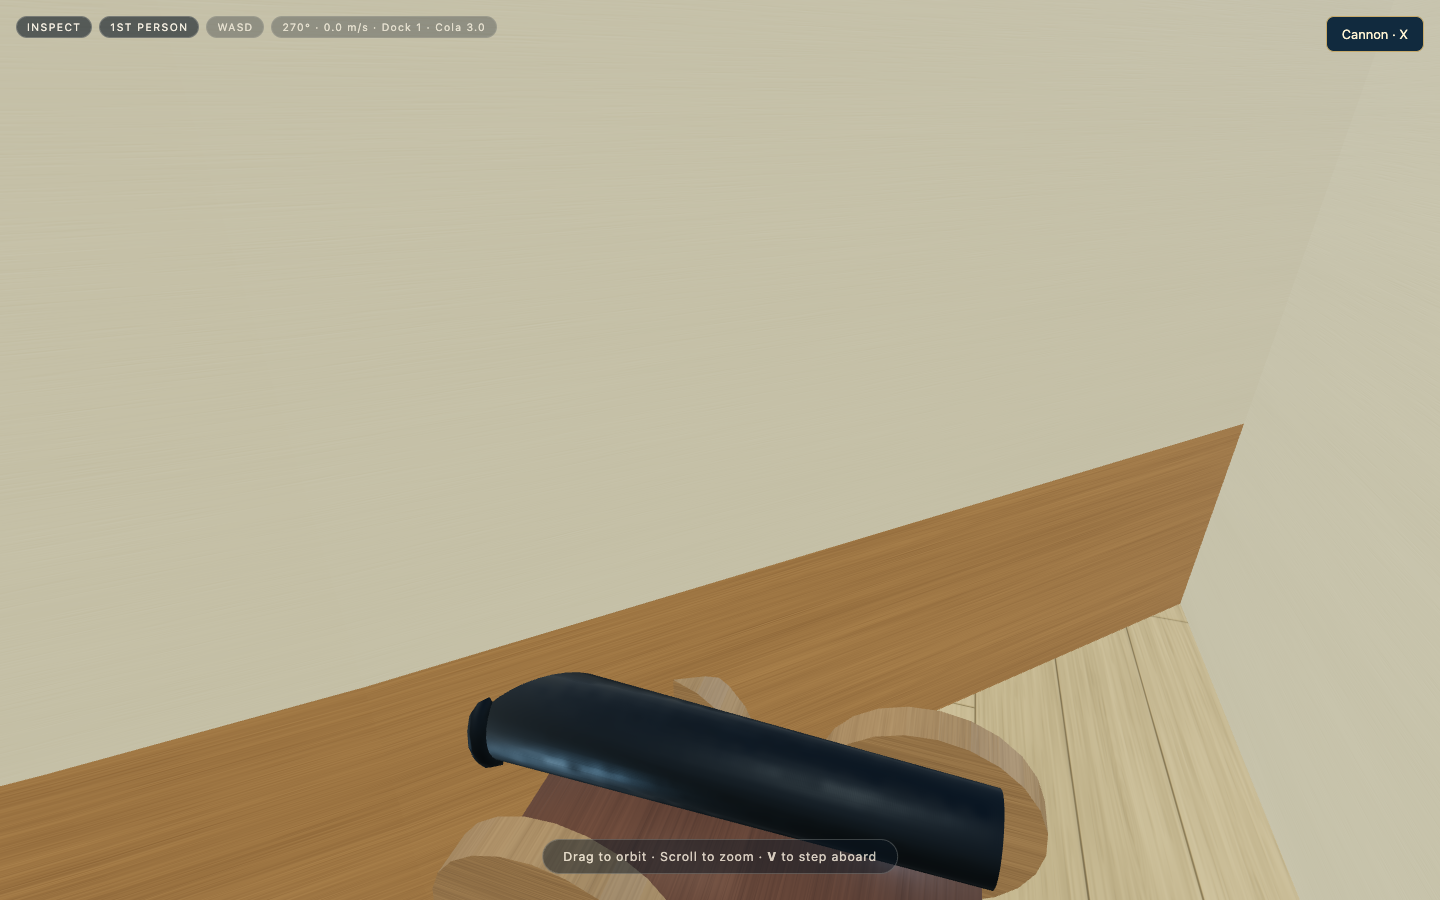 INSPECT
1ST PERSON
WASD
270° · 0.0 m/s · Dock 1 · Cola 3.0
Cannon · X
Drag to orbit · Scroll to zoom · V to step aboard